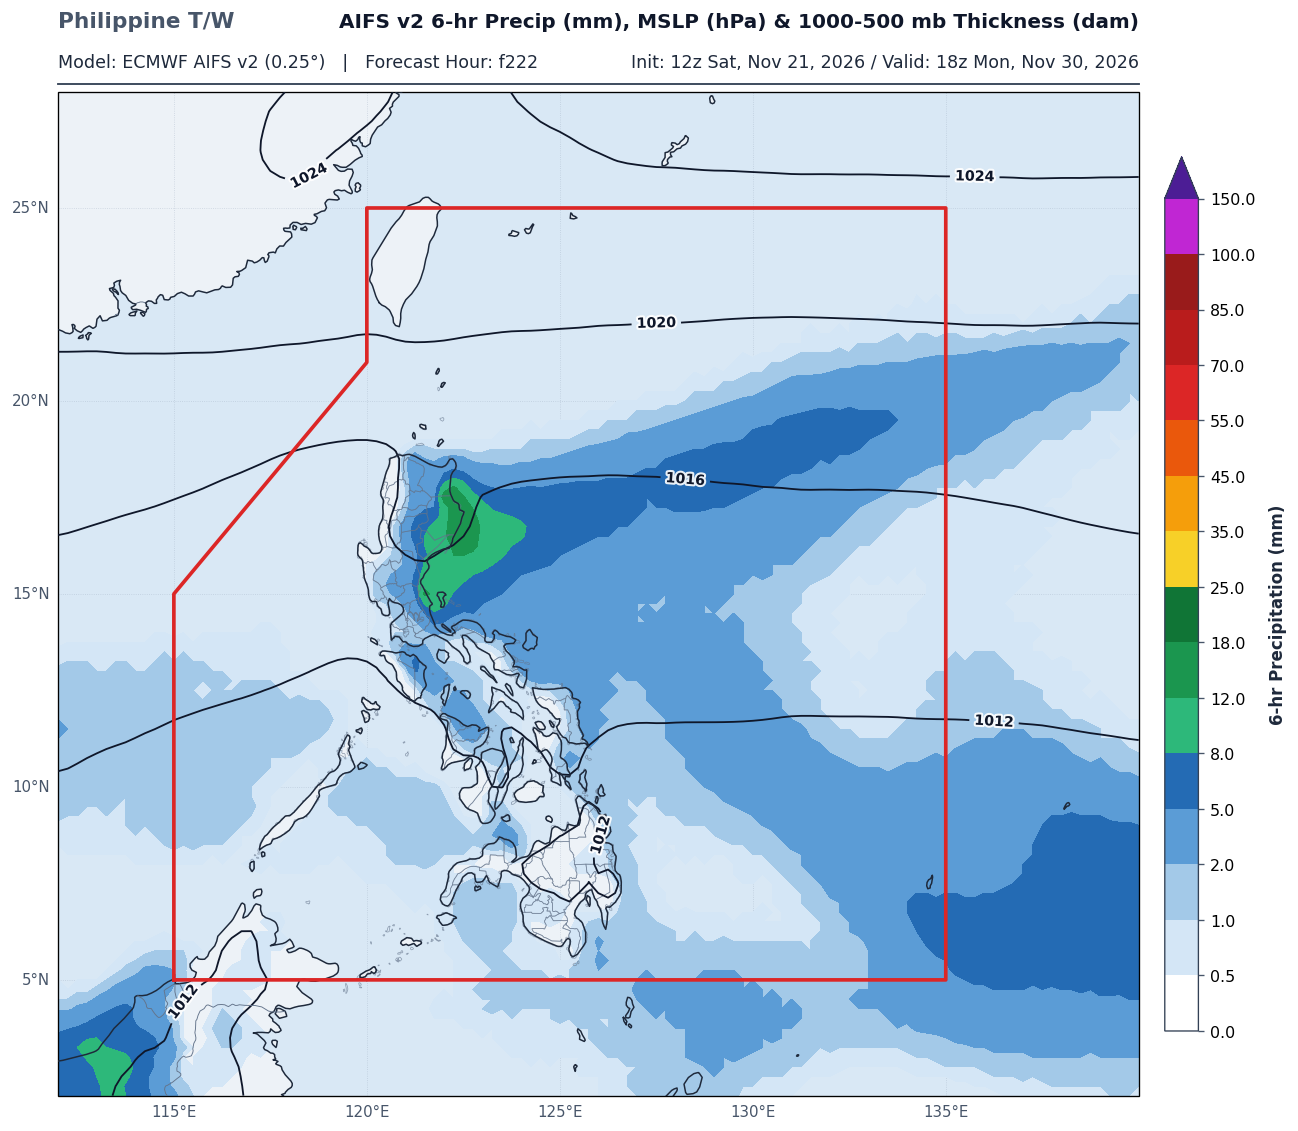 Philippine T/W
AIFS v2 6-hr Precip (mm), MSLP (hPa) & 1000-500 mb Thickness (dam)
Model: ECMWF AIFS v2 (0.25°) | Forecast Hour: f222
Init: 12z Sat, Nov 21, 2026 / Valid: 18z Mon, Nov 30, 2026
1024
1024
25°N
1020
20°N
1016
15°N
1012
10°N
1012
5°N
1012
115°E
120°E
125°E
130°E
135°E
150.0
100.0
85.0
70.0
55.0
45.0
35.0
25.0
18.0
12.0
8.0
5.0
2.0
1.0
0.5
0.0
6-hr Precipitation (mm)